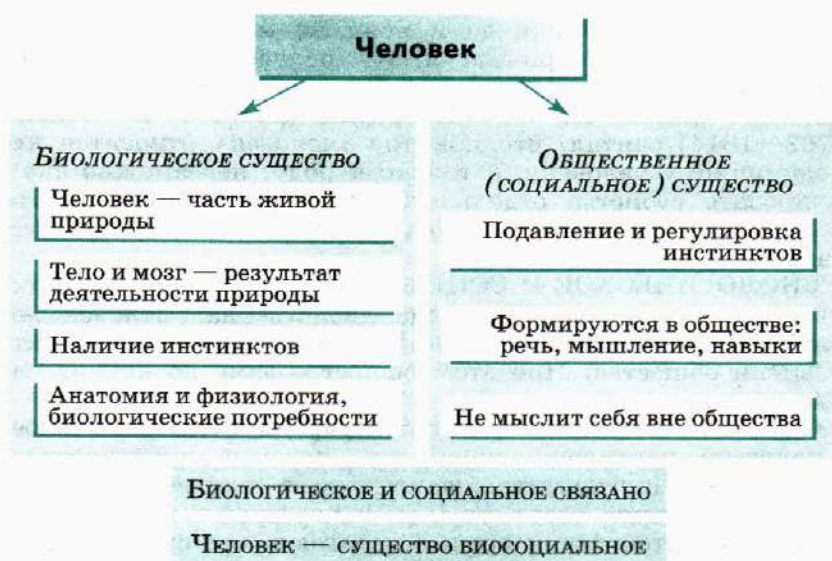 Человек
БИОЛОГИЧЕСКОЕ СУЩЕСТВО
Человек — часть живой
природы
Тело и мозг — результат
деятельности природы
Наличие инстинктов
Анатомия и физиология,
биологические потребности
ОБЩЕСТВЕННОЕ
(СОЦИАЛЬНОЕ) СУЩЕСТВО
Подавление и регулировка
инстинктов
Формируются в обществе:
речь, мышление, навыки
Не мыслит себя вне общества
БИОЛОГИЧЕСКОЕ И СОЦИАЛЬНОЕ СВЯЗАНО
ЧЕЛОВЕК — СУЩЕСТВО БИОСОЦИАЛЬНОЕ